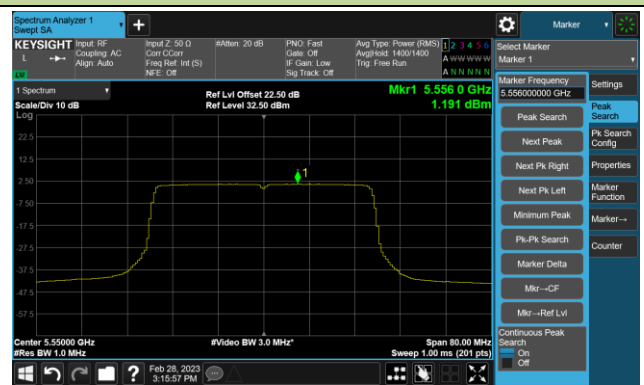 Spectrum Analyzer 1
Swept SA
+
Marker
KEYSIGHT
Input: RF
Coupling: AC
Align: Auto
Input Z: 50 Ω
Corr CCorr
Freq Ref: Int (S)
NFE: Off
#Atten: 20 dB
PNO: Fast
Gate: Off
IF Gain: Low
Sig Track: Off
Avg Type: Power (RMS)
Avg|Hold: 1400/1400
Trig: Free Run
1 2 3 4 5 6
A W W W W W
A N N N N N
L
LXI
1 Spectrum
Scale/Div 10 dB
Log
Ref Lvl Offset 22.50 dB
Ref Level 32.50 dBm
Mkr1 5.556 0 GHz
1.191 dBm
22.5
12.5
2.50
-7.50
-17.5
-27.5
-37.5
-47.5
-57.5
1
Center 5.55000 GHz
#Res BW 1.0 MHz
#Video BW 3.0 MHz*
Span 80.00 MHz
Sweep 1.00 ms (201 pts)
Feb 28, 2023
3:15:57 PM
Select Marker
Marker 1
Marker Frequency
5.556000000 GHz
Peak Search
Next Peak
Next Pk Right
Next Pk Left
Minimum Peak
Pk-Pk Search
Marker Delta
Mkr→CF
Mkr→Ref Lvl
Continuous Peak
Search
On
Off
Settings
Peak
Search
Pk Search
Config
Properties
Marker
Function
Marker→
Counter